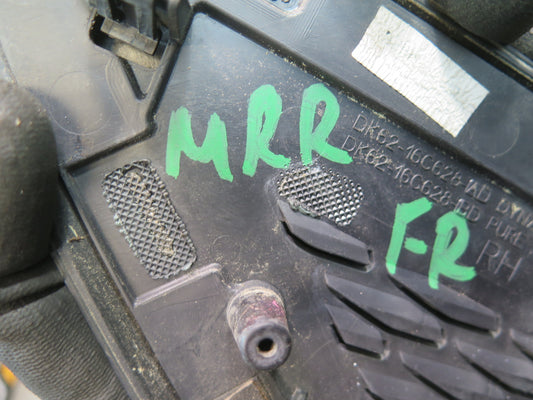 MRR
DK62-16C628-AD DYNA
DK62-16C628-BD PURE
FR
RH